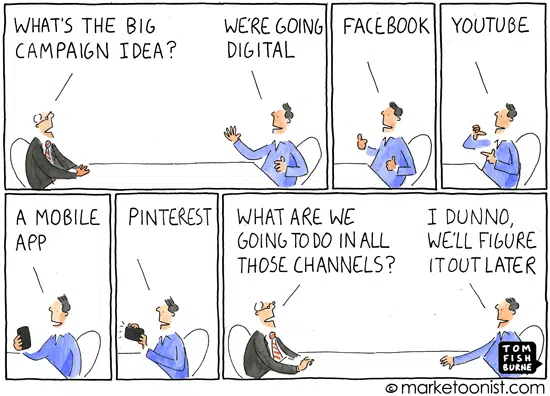 WHAT'S THE BIG
CAMPAIGN IDEA?
WE'RE GOING
DIGITAL
FACEBOOK
YOUTUBE
A MOBILE
APP
PINTEREST
WHAT ARE WE
GOING TO DO IN ALL
THOSE CHANNELS?
I DUNNO,
WE'LL FIGURE
IT OUT LATER
TOM
FISH
BURNE
© marketoonist.com